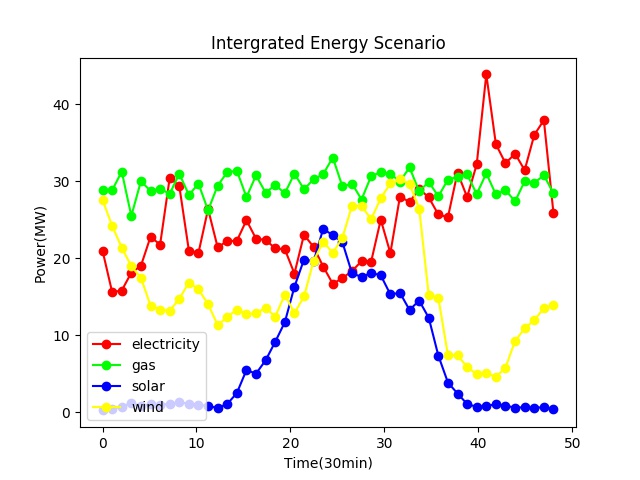 Intergrated Energy Scenario
Power(MW)
40
30
20
10
0
electricity
gas
solar
wind
0 10 20 30 40 50
Time(30min)